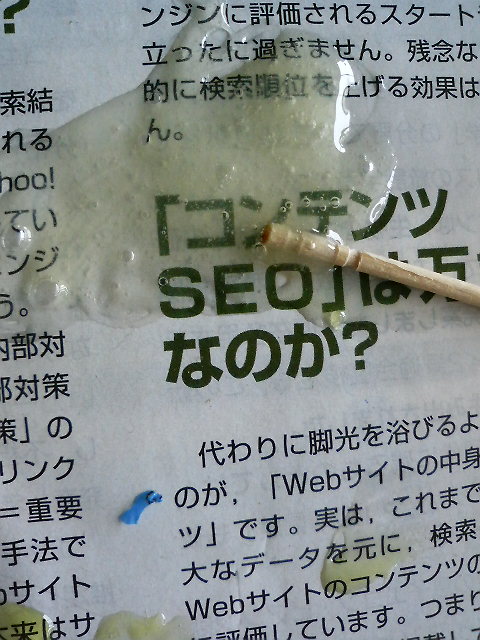 ?
索結
れる
hoo!
てい
ンジ
う。
内部対
部対策
策」の
リンク
＝重要
手法で
bサイト
本来はサ
ンジンに評価されるスタート
立ったに過ぎません。残念な
的に検索順位を上げる効果は
ん。
「コンテンツ
SEO」は万
なのか?
代わりに脚光を浴びるよ
のが，「Webサイトの中身
ツ」です。実は，これまで
大なデータを元に，検索
Webサイトのコンテンツの
に評価しています。つまり